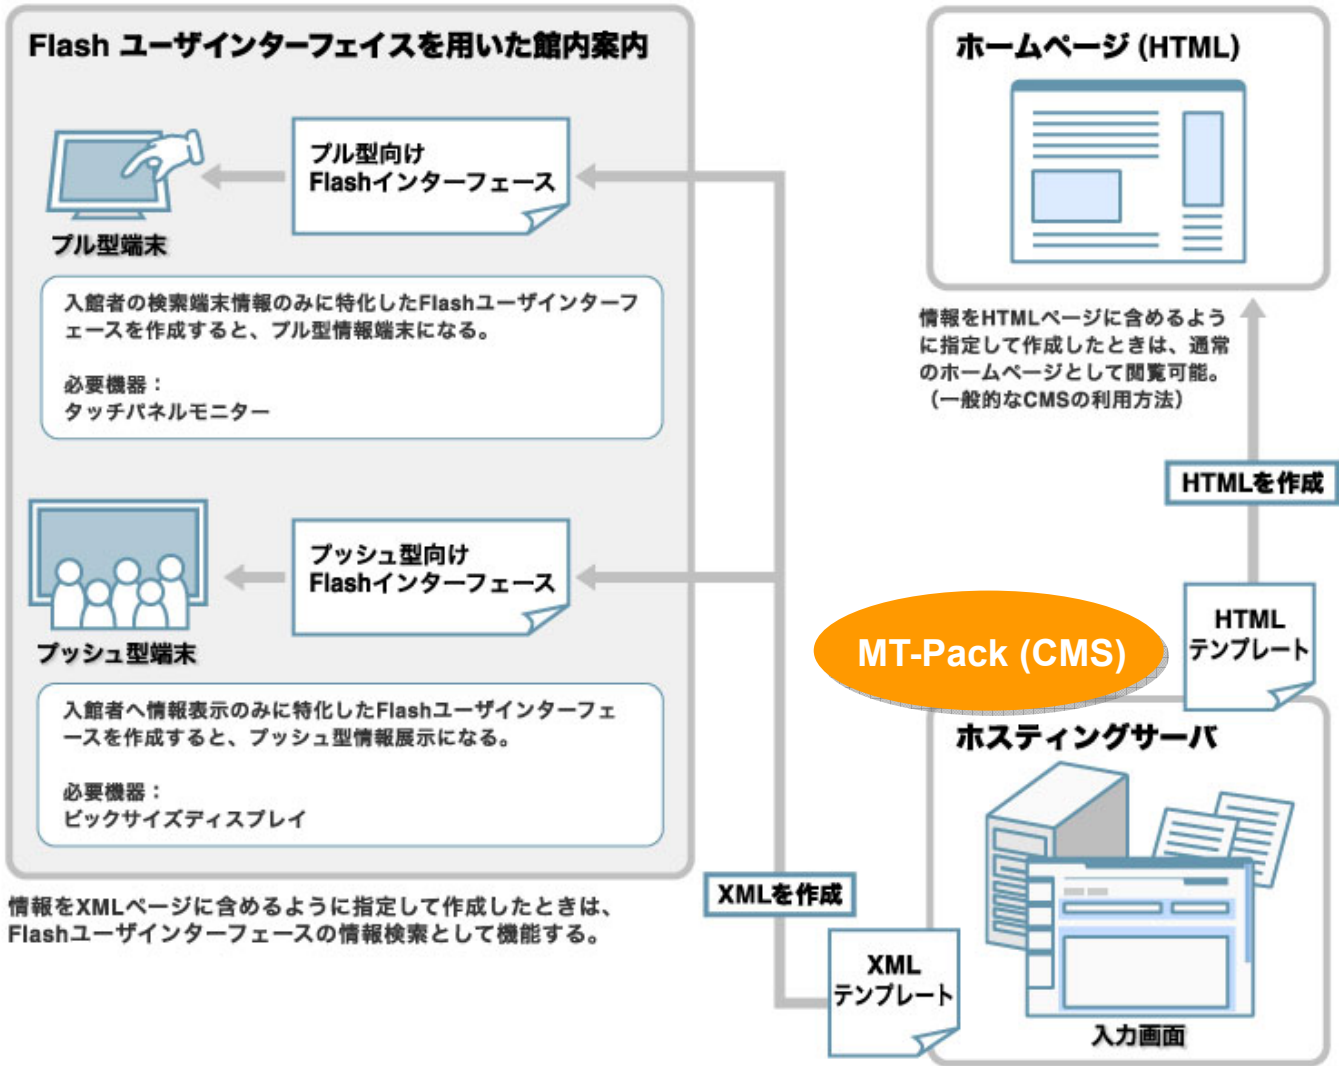 Flash ユーザインターフェイスを用いた館内案内
プル型向け
Flashインターフェース
プル型端末
入館者の検索端末情報のみに特化したFlashユーザインターフ
ェースを作成すると、プル型情報端末になる。
必要機器：
タッチパネルモニター
プッシュ型向け
Flashインターフェース
プッシュ型端末
入館者へ情報表示のみに特化したFlashユーザインターフェ
ースを作成すると、プッシュ型情報展示になる。
必要機器：
ビックサイズディスプレイ
情報をXMLページに含めるように指定して作成したときは、
Flashユーザインターフェースの情報検索として機能する。
ホームページ (HTML)
情報をHTMLページに含めるよう
に指定して作成したときは、通常
のホームページとして閲覧可能。
（一般的なCMSの利用方法）
HTMLを作成
HTML
テンプレート
MT-Pack (CMS)
ホスティングサーバ
XMLを作成
XML
テンプレート
入力画面